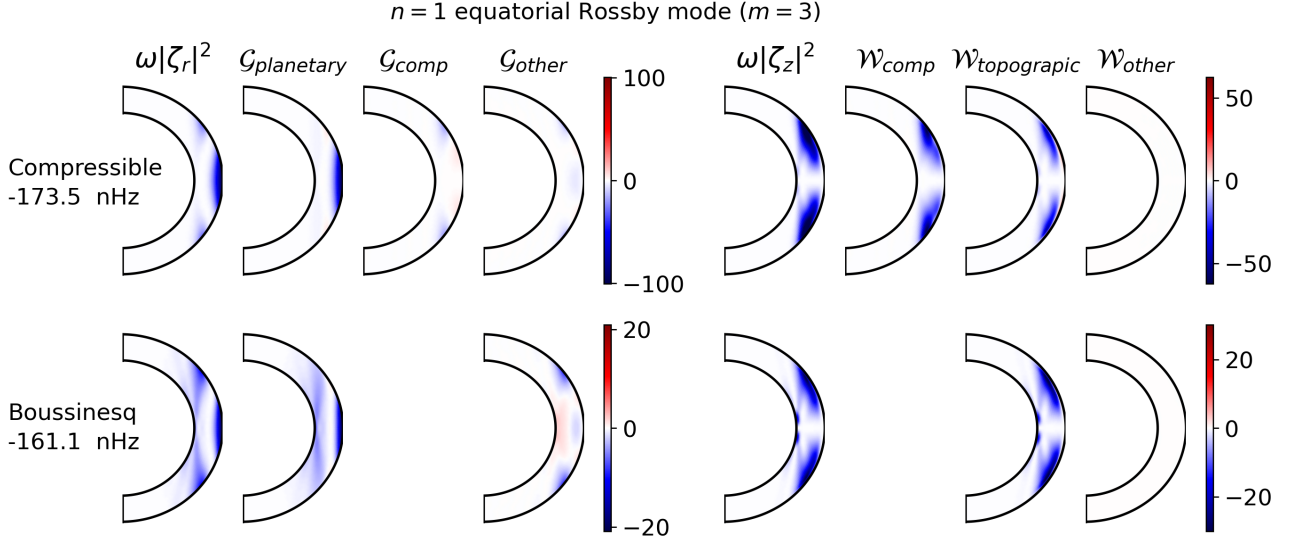 n = 1 equatorial Rossby mode (m = 3)
ω|ζr|² 𝒢planetary 𝒢comp 𝒢other ω|ζz|² 𝒲comp 𝒲topograpic 𝒲other
Compressible
-173.5 nHz
100
0
−100
50
0
−50
Boussinesq
-161.1 nHz
20
0
−20
20
0
−20